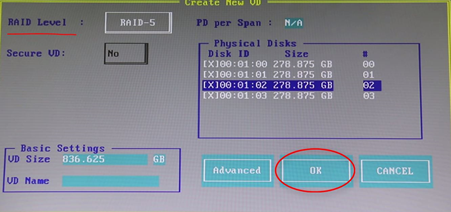 Create New VD
RAID Level : RAID-5 PD per Span : N/A
Secure VD: No
Physical Disks
Disk ID Size #
[X]00:01:00 278.875 GB 00
[X]00:01:01 278.875 GB 01
[X]00:01:02 278.875 GB 02
[X]00:01:03 278.875 GB 03
Basic Settings
VD Size 836.625 GB
VD Name
Advanced OK CANCEL